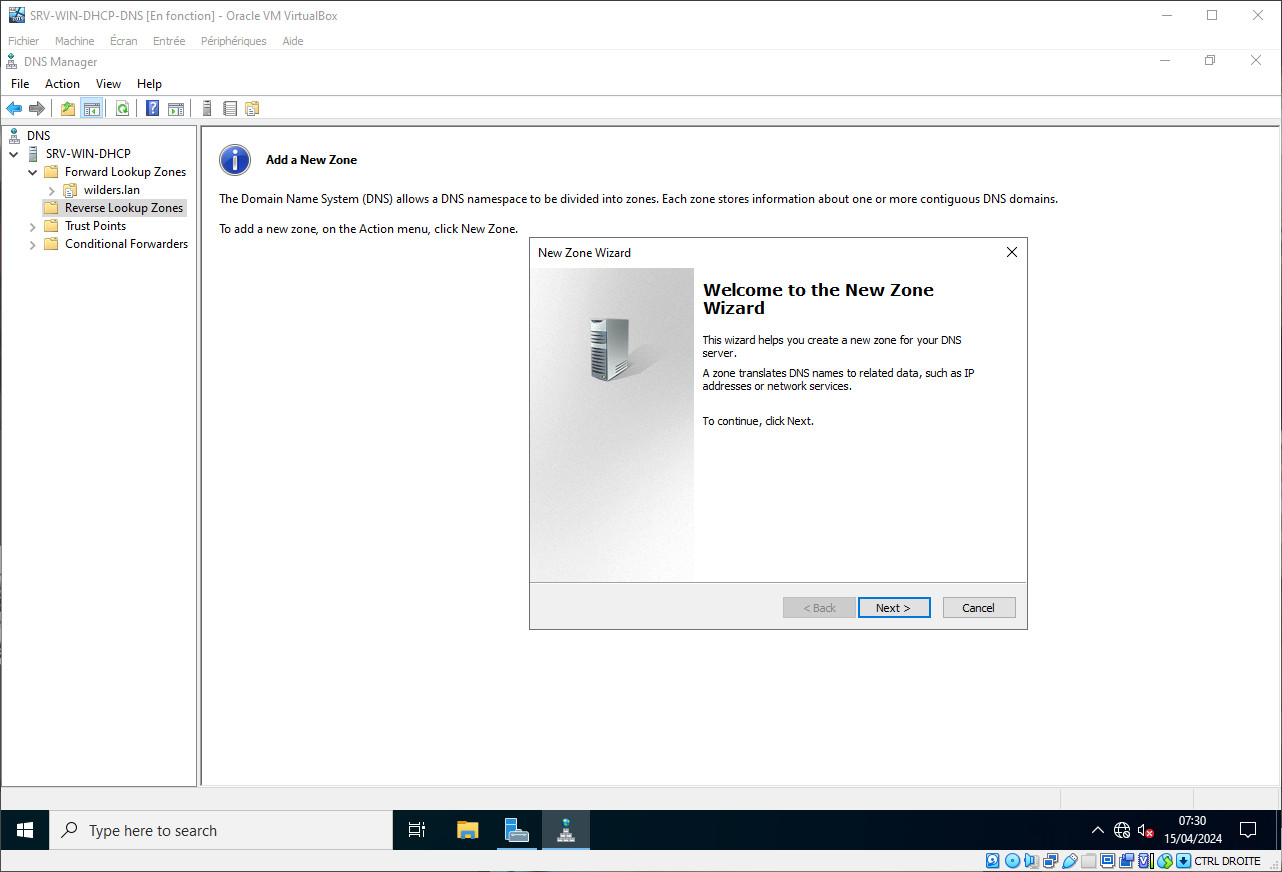 SRV-WIN-DHCP-DNS [En fonction] - Oracle VM VirtualBox
Fichier Machine Écran Entrée Périphériques Aide
DNS Manager
File Action View Help
DNS
SRV-WIN-DHCP
Forward Lookup Zones
wilders.lan
Reverse Lookup Zones
Trust Points
Conditional Forwarders
Add a New Zone
The Domain Name System (DNS) allows a DNS namespace to be divided into zones. Each zone stores information about one or more contiguous DNS domains.
To add a new zone, on the Action menu, click New Zone.
New Zone Wizard
Welcome to the New Zone
Wizard
This wizard helps you create a new zone for your DNS
server.
A zone translates DNS names to related data, such as IP
addresses or network services.
To continue, click Next.
< Back Next > Cancel
Type here to search
07:30
15/04/2024
CTRL DROITE